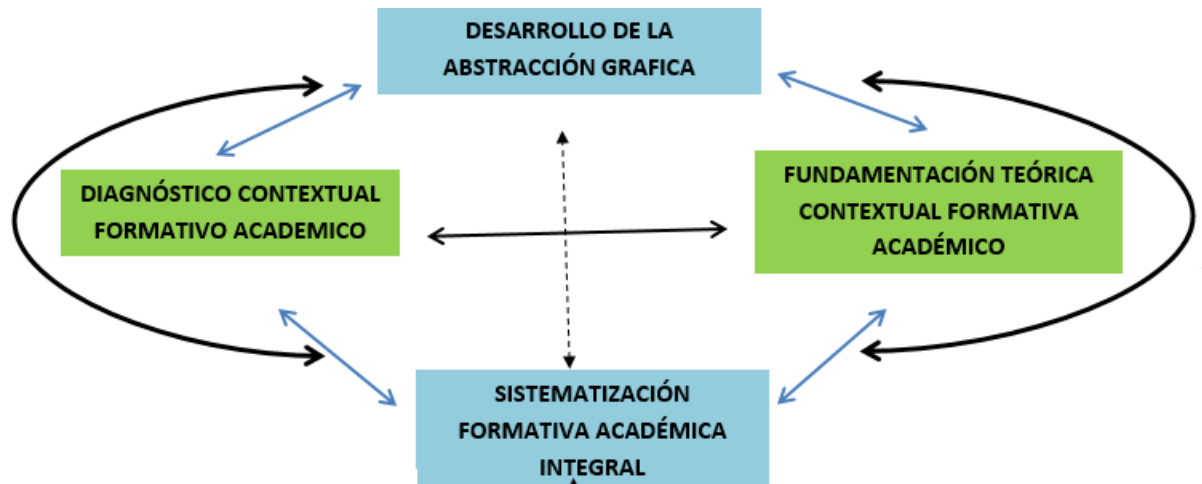 DESARROLLO DE LA
ABSTRACCIÓN GRAFICA
DIAGNÓSTICO CONTEXTUAL
FORMATIVO ACADEMICO
FUNDAMENTACIÓN TEÓRICA
CONTEXTUAL FORMATIVA
ACADÉMICO
SISTEMATIZACIÓN
FORMATIVA ACADÉMICA
INTEGRAL